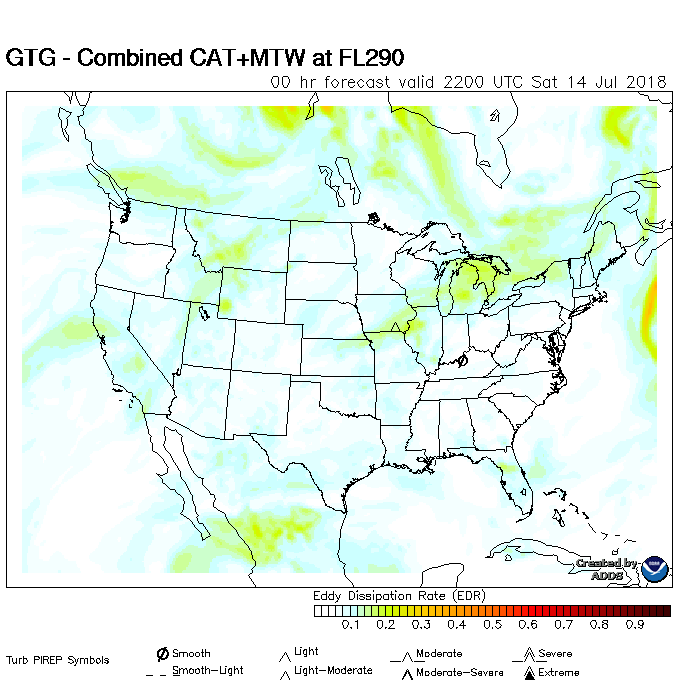 GTG - Combined CAT+MTW at FL290
00 hr forecast valid 2200 UTC Sat 14 Jul 2018
Created by
ADDS
Eddy Dissipation Rate (EDR)
0.1 0.2 0.3 0.4 0.5 0.6 0.7 0.8 0.9
Turb PIREP Symbols
Smooth Light Moderate Severe
Smooth-Light Light-Moderate Moderate-Severe Extreme